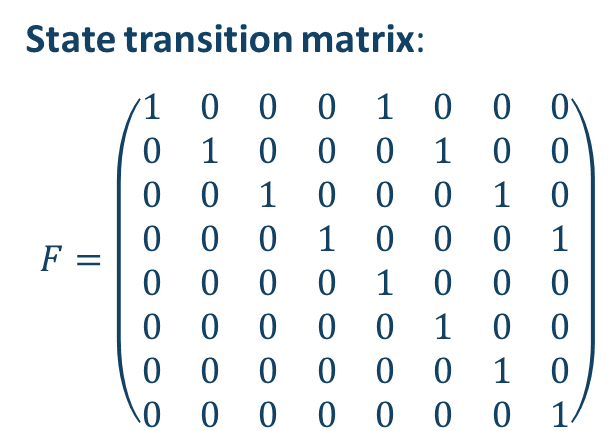 State transition matrix:
1 0 0 0 1 0 0 0
0 1 0 0 0 1 0 0
0 0 1 0 0 0 1 0
0 0 0 1 0 0 0 1
F =
0 0 0 0 1 0 0 0
0 0 0 0 0 1 0 0
0 0 0 0 0 0 1 0
0 0 0 0 0 0 0 1